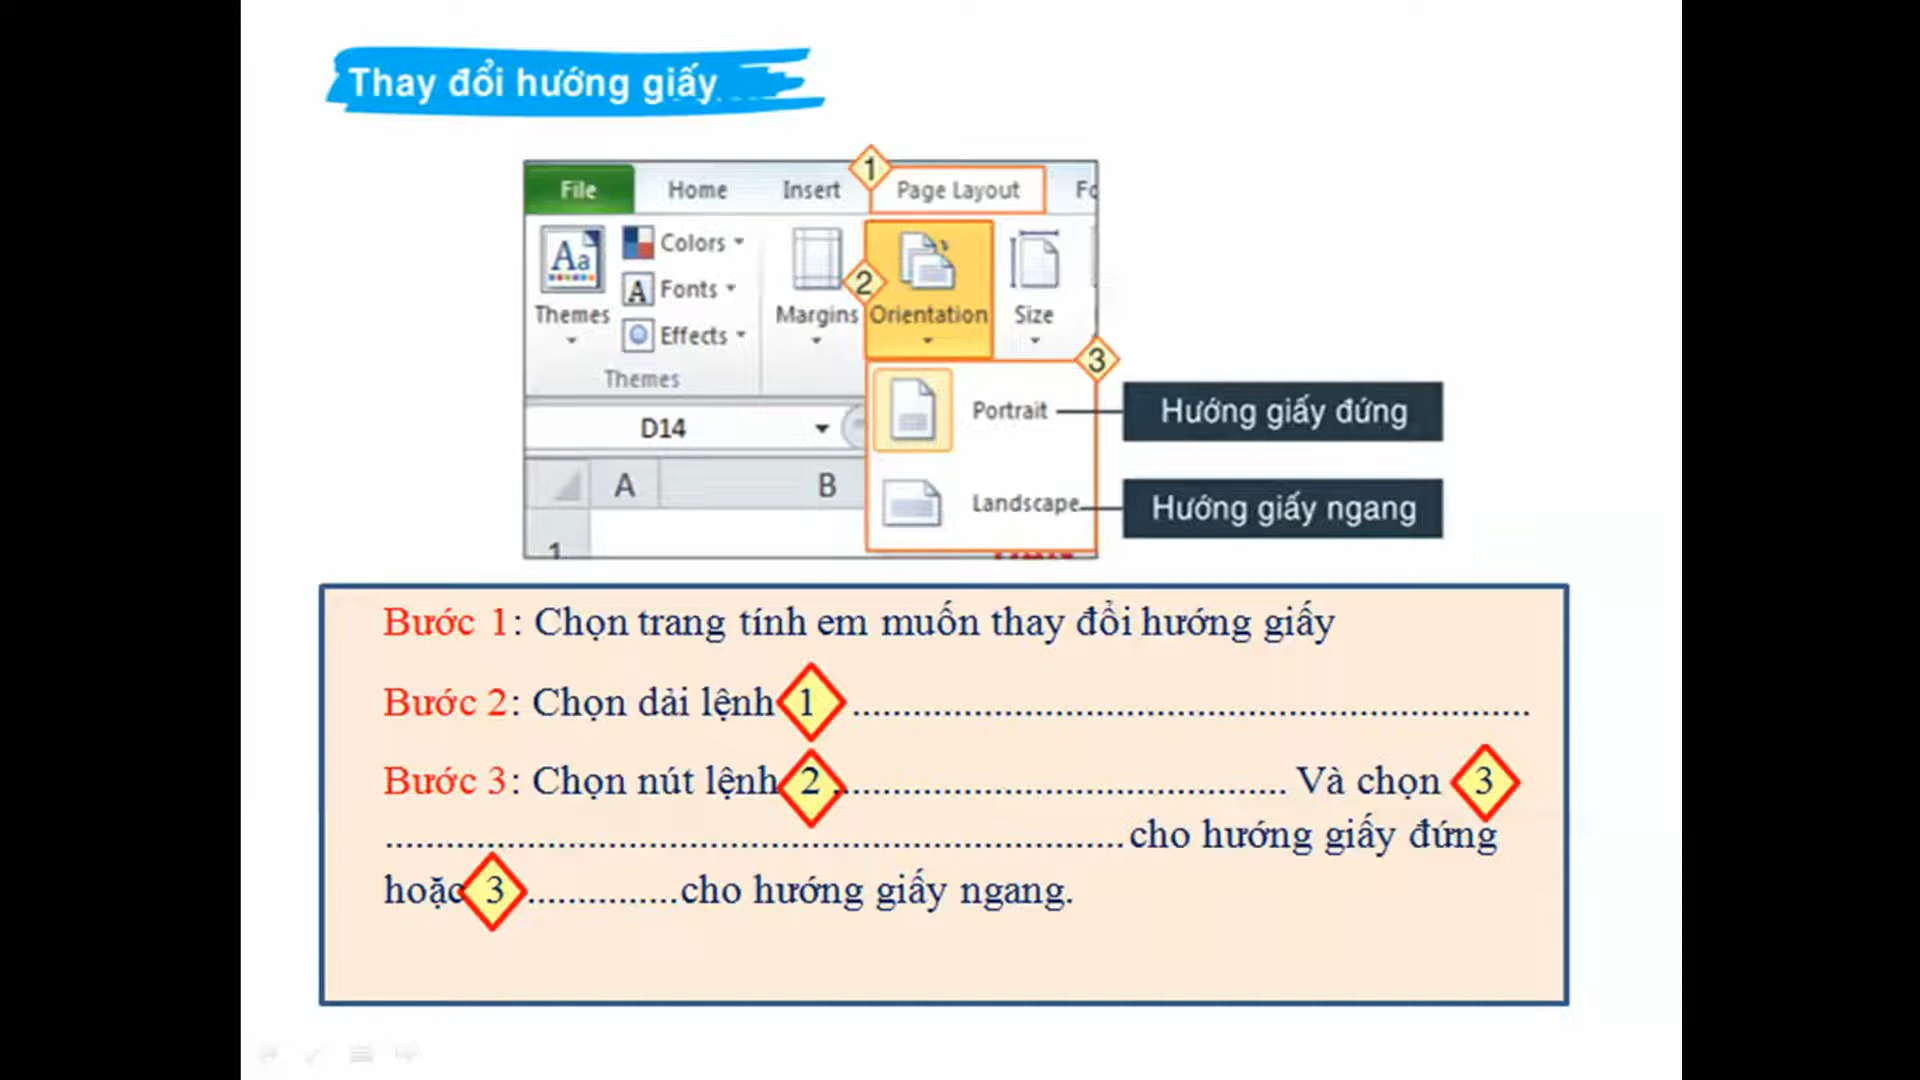 Thay đổi hướng giấy
1
File Home Insert Page Layout Fo
Colors
Fonts
Effects
Themes Margins 2 Orientation Size
Themes
3
D14
Portrait Hướng giấy đứng
A B
Landscape Hướng giấy ngang
1
Bước 1: Chọn trang tính em muốn thay đổi hướng giấy
Bước 2: Chọn dải lệnh 1 ....................................................................
Bước 3: Chọn nút lệnh 2 ............................................. Và chọn 3
.......................................................................... cho hướng giấy đứng
hoặc 3 ...............cho hướng giấy ngang.